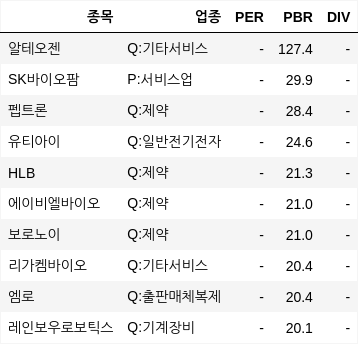 종목 업종 PER PBR DIV
알테오젠 Q:기타서비스 - 127.4 -
SK바이오팜 P:서비스업 - 29.9 -
펩트론 Q:제약 - 28.4 -
유티아이 Q:일반전기전자 - 24.6 -
HLB Q:제약 - 21.3 -
에이비엘바이오 Q:제약 - 21.0 -
보로노이 Q:제약 - 21.0 -
리가켐바이오 Q:기타서비스 - 20.4 -
엠로 Q:출판매체복제 - 20.4 -
레인보우로보틱스 Q:기계장비 - 20.1 -